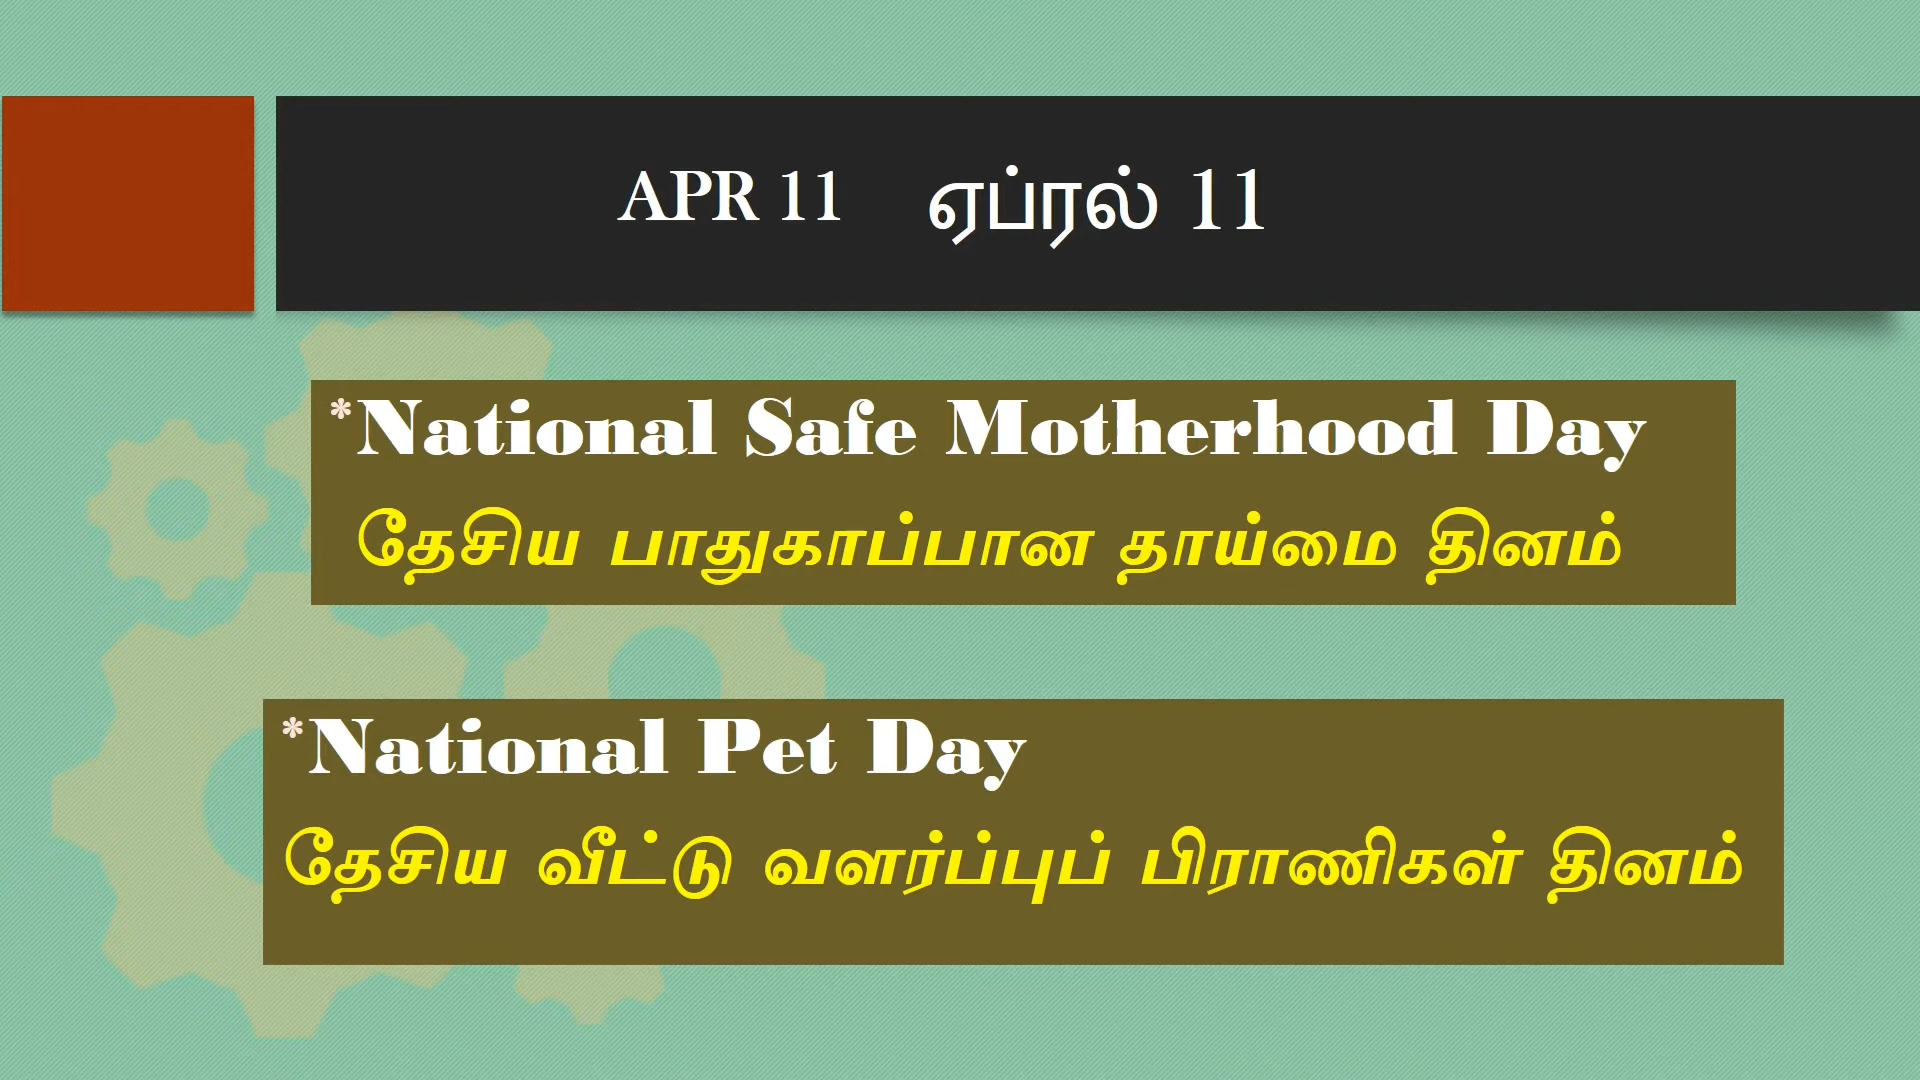 APR 11 ஏப்ரல் 11
*National Safe Motherhood Day
தேசிய பாதுகாப்பான தாய்மை தினம்
*National Pet Day
தேசிய வீட்டு வளர்ப்புப் பிராணிகள் தினம்